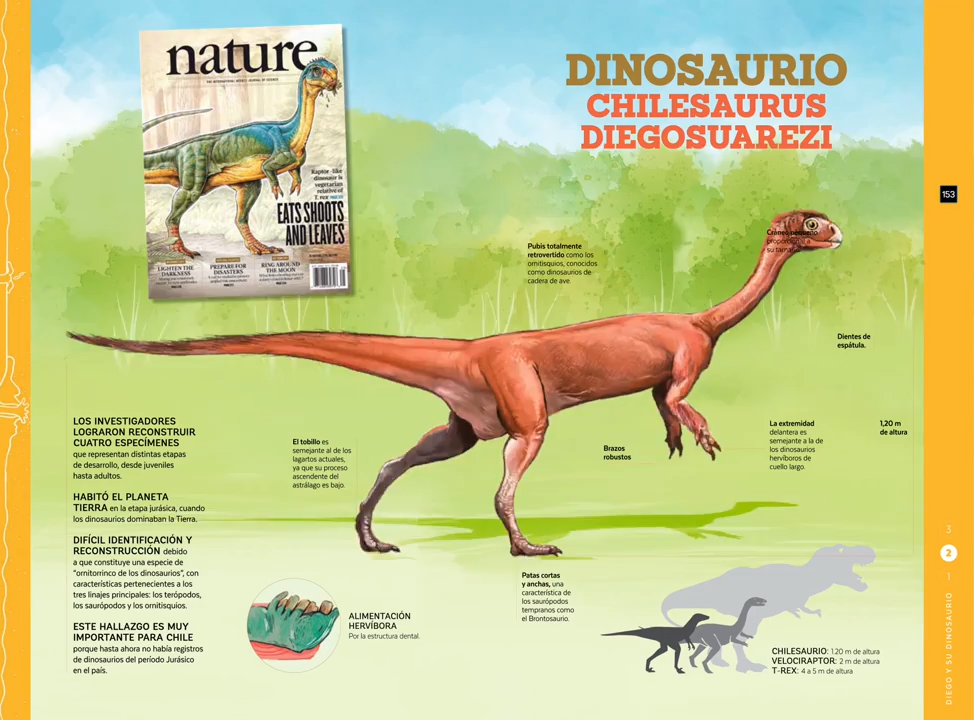 nature
THE INTERNATIONAL WEEKLY JOURNAL OF SCIENCE
Raptor-like
dinosaur is
vegetarian
relative of
T. rex
EATS SHOOTS
AND LEAVES
LIGHTEN THE
DARKNESS
PREPARE FOR
DISASTERS
RING AROUND
THE MOON
DINOSAURIO
CHILESAURUS
DIEGOSUAREZI
153
Cráneo pequeño
proporcional a
su tamaño.
Pubis totalmente
retrovertido como los
ornitisquios, conocidos
como dinosaurios de
cadera de ave
Dientes de
espátula.
LOS INVESTIGADORES
LOGRARON RECONSTRUIR
CUATRO ESPECÍMENES
que representan distintas etapas
de desarrollo, desde juveniles
hasta adultos.
HABITÓ EL PLANETA
TIERRA en la etapa jurásica, cuando
los dinosaurios dominaban la Tierra.
DIFÍCIL IDENTIFICACIÓN Y
RECONSTRUCCIÓN debido
a que constituye una especie de
“ornitorrinco de los dinosaurios”, con
características pertenecientes a los
tres linajes principales: los terópodos,
los saurópodos y los ornitisquios.
ESTE HALLAZGO ES MUY
IMPORTANTE PARA CHILE
porque hasta ahora no había registros
de dinosaurios del período Jurásico
en el país.
El tobillo es
semejante al de los
lagartos actuales,
ya que su proceso
ascendente del
astrálago es bajo.
Brazos
robustos
La extremidad
delantera es
semejante a la de
los dinosaurios
hervíboros de
cuello largo.
1,20 m
de altura
Patas cortas
y anchas, una
característica de
los saurópodos
tempranos como
el Brontosaurio.
ALIMENTACIÓN
HERVÍBORA
Por la estructura dental.
CHILESAURIO: 1.20 m de altura
VELOCIRAPTOR: 2 m de altura
T-REX: 4 a 5 m de altura
3
2
1
DIEGO Y SU DINOSAURIO